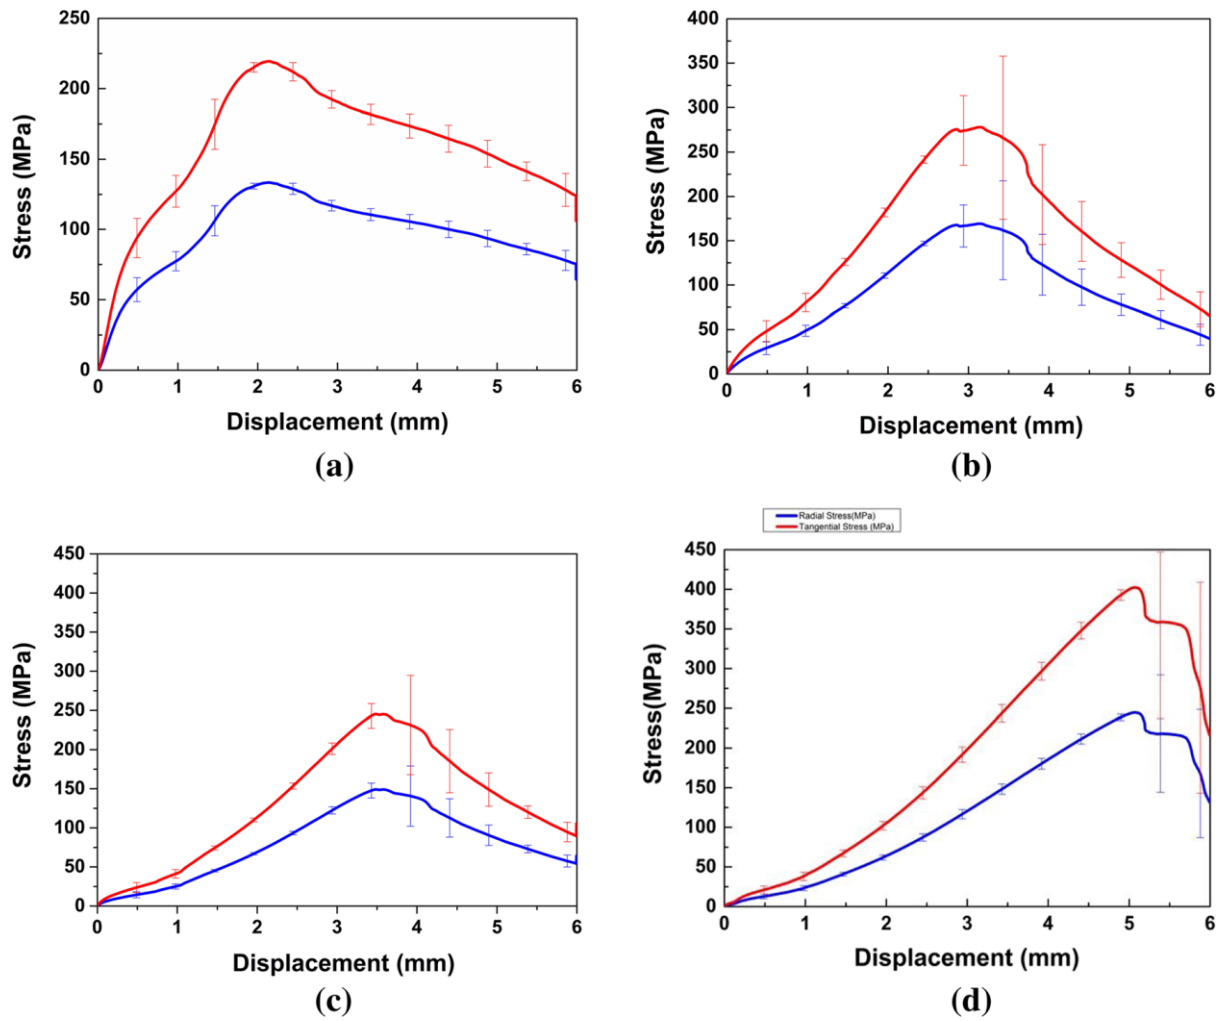 250
200
150
100
50
0
Stress (MPa)
0 1 2 3 4 5 6
Displacement (mm)
(a)
400
350
300
250
200
150
100
50
0
Stress (MPa)
0 1 2 3 4 5 6
Displacement (mm)
(b)
450
400
350
300
250
200
150
100
50
0
Stress (MPa)
0 1 2 3 4 5 6
Displacement (mm)
(c)
Radial Stress(MPa)
Tangential Stress (MPa)
450
400
350
300
250
200
150
100
50
0
Stress(MPa)
0 1 2 3 4 5 6
Displacement (mm)
(d)